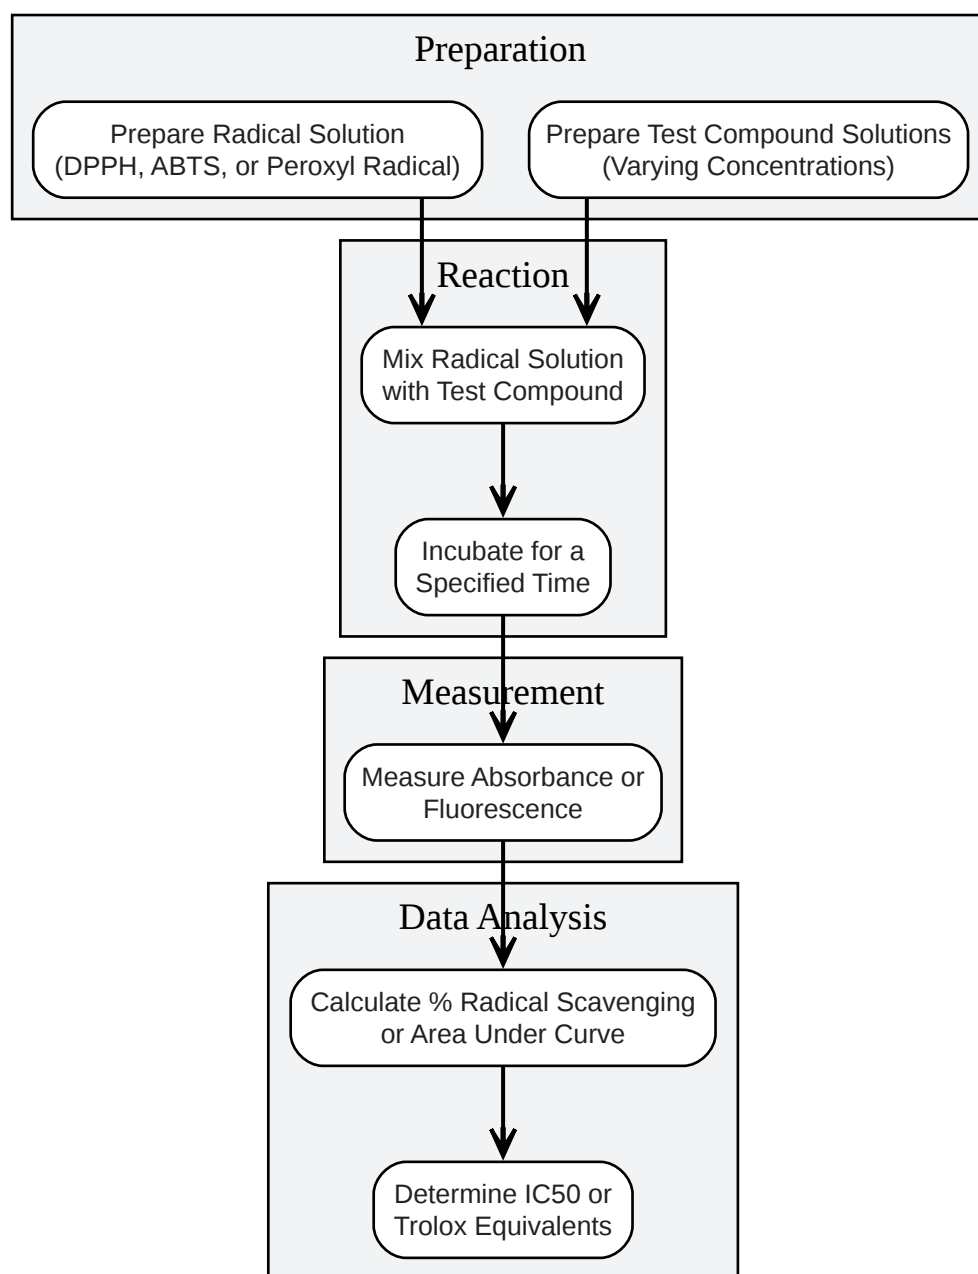 Preparation
Prepare Radical Solution
(DPPH, ABTS, or Peroxyl Radical)
Prepare Test Compound Solutions
(Varying Concentrations)
Reaction
Mix Radical Solution
with Test Compound
Incubate for a
Specified Time
Measurement
Measure Absorbance or
Fluorescence
Data Analysis
Calculate % Radical Scavenging
or Area Under Curve
Determine IC50 or
Trolox Equivalents